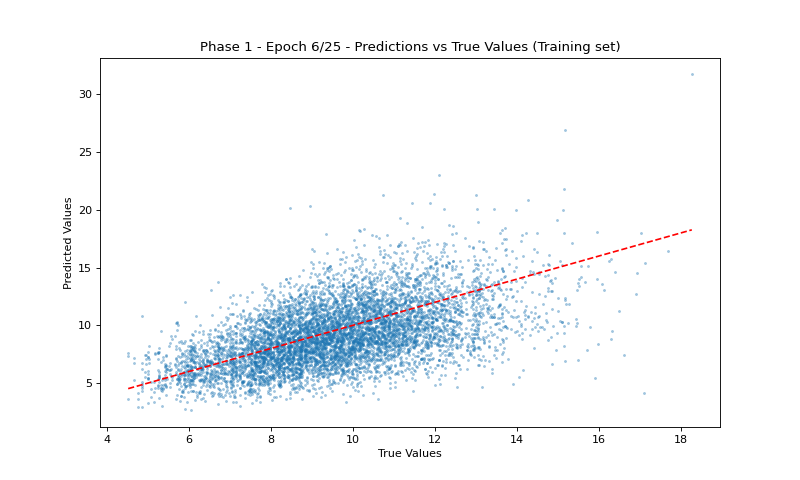 Phase 1 - Epoch 6/25 - Predictions vs True Values (Training set)
30
25
20
15
10
5
Predicted Values
4 6 8 10 12 14 16 18
True Values